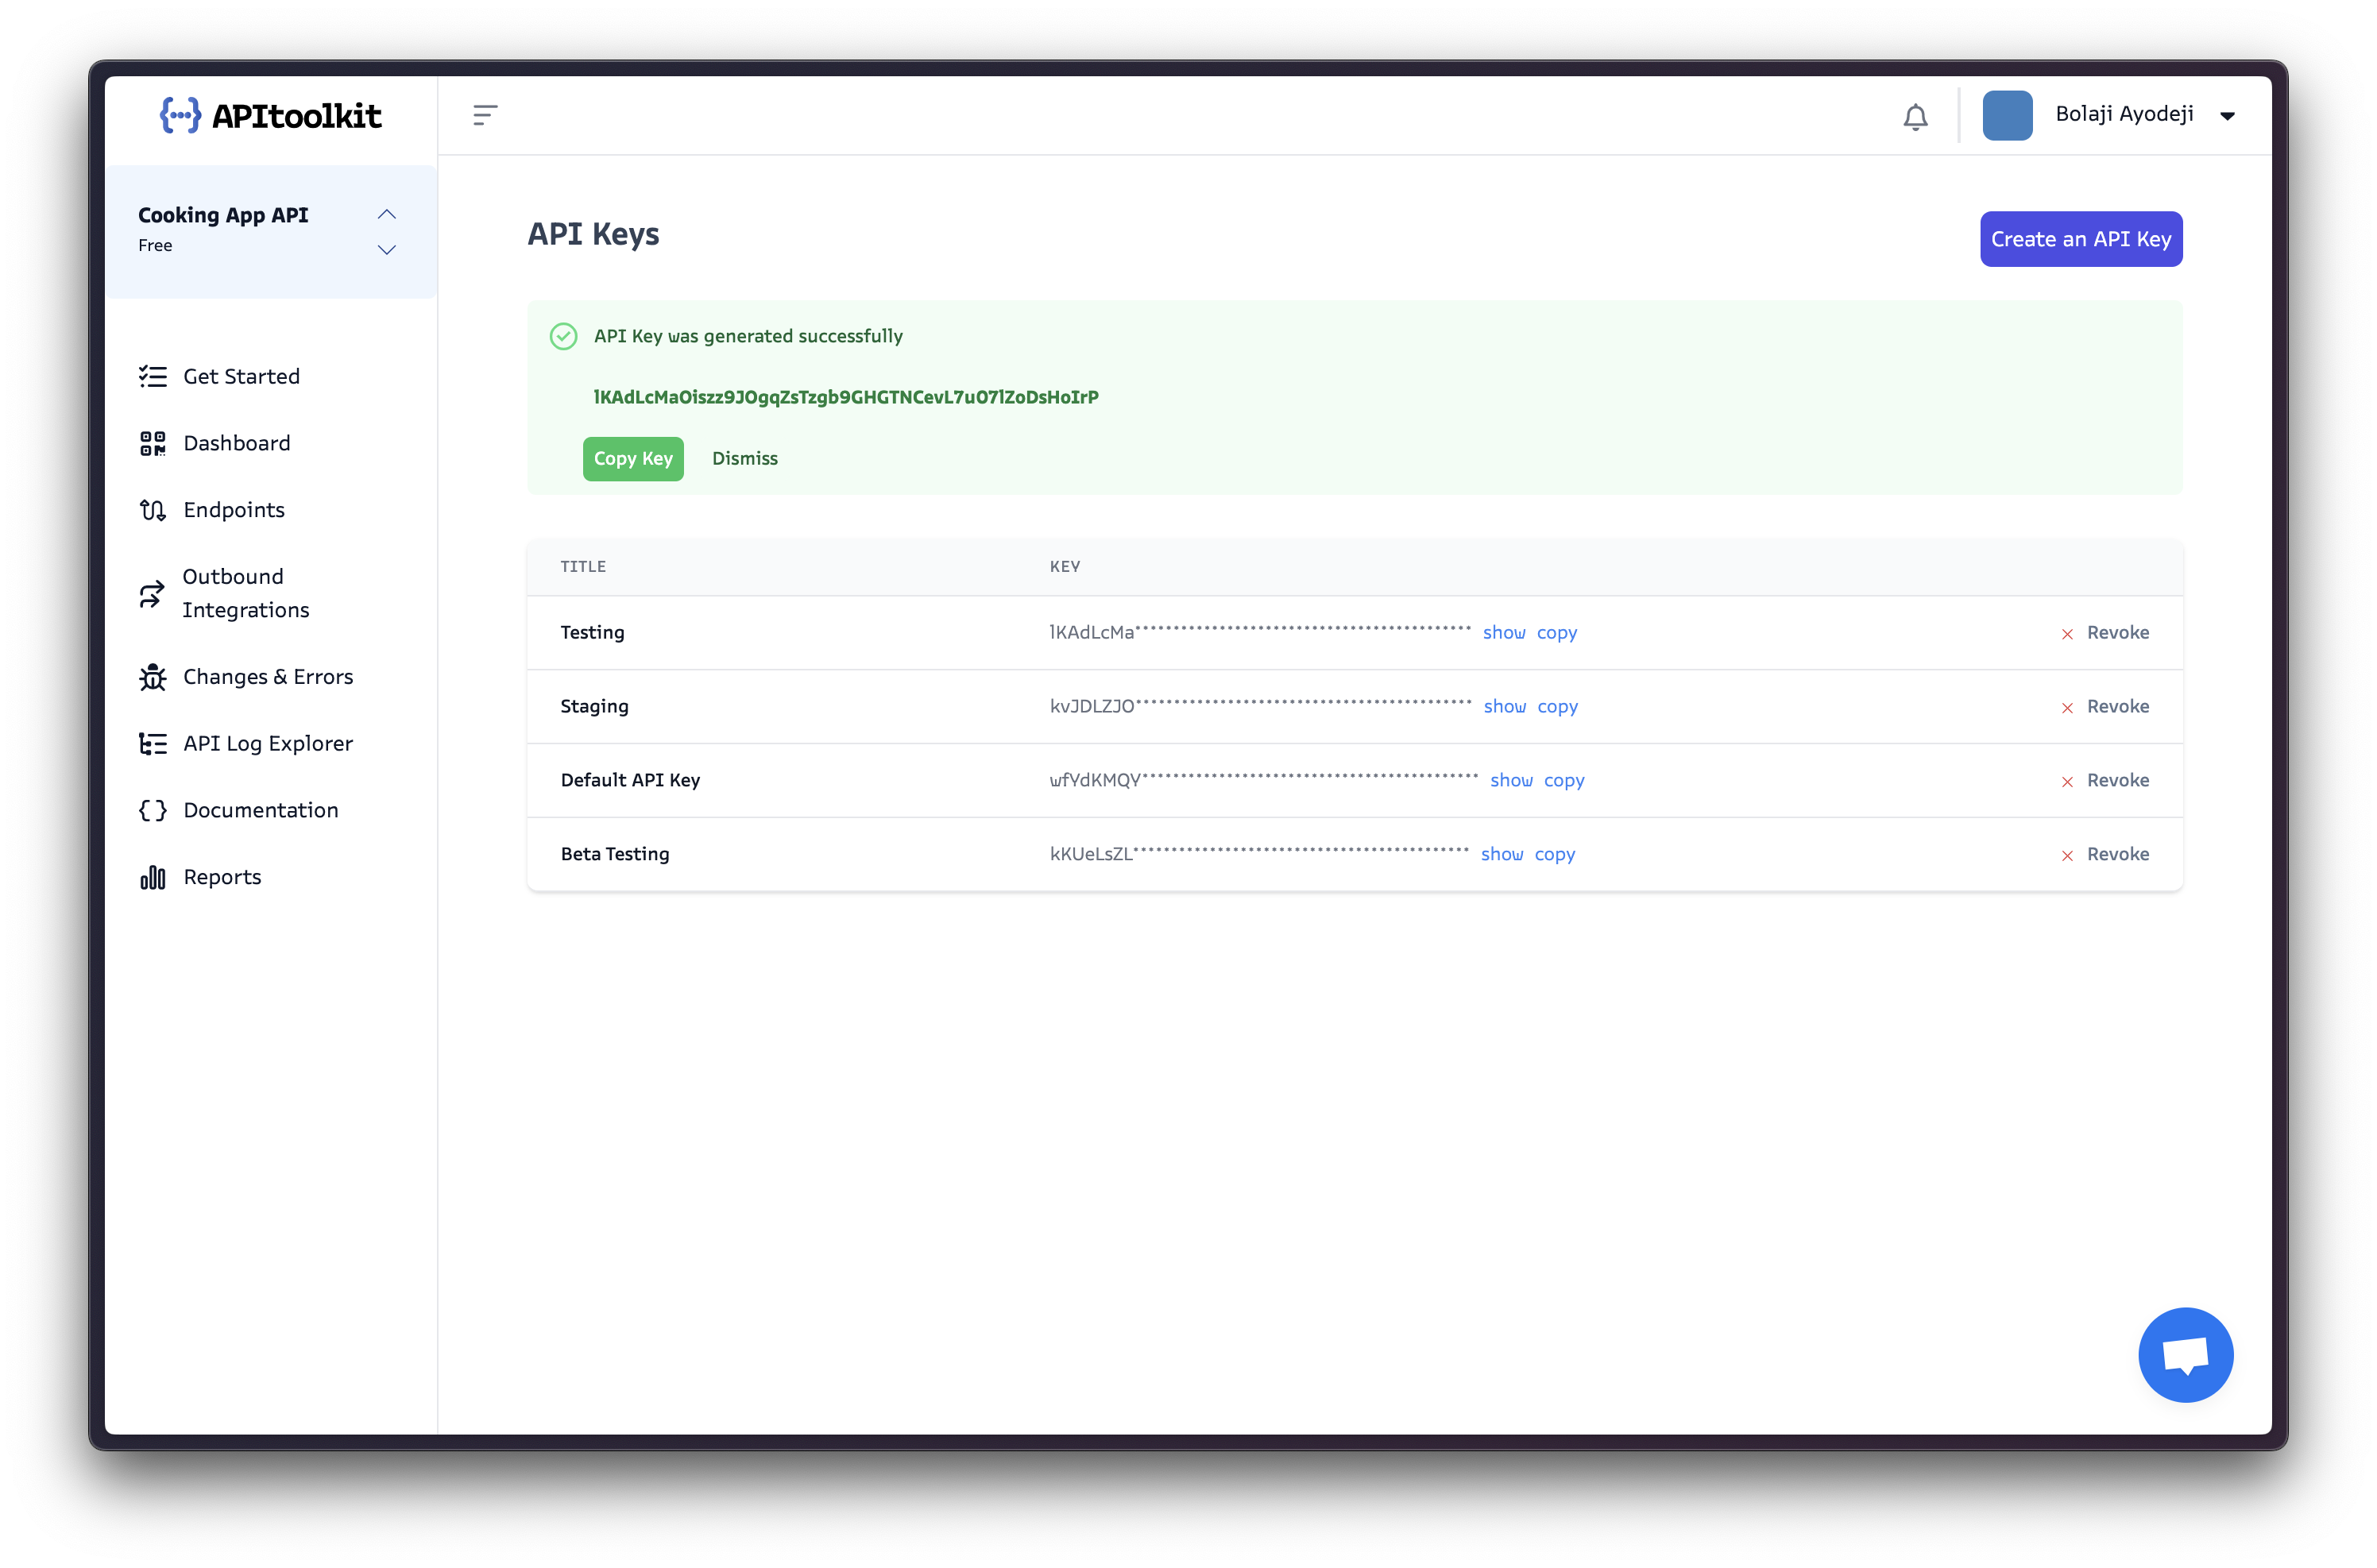 APItoolkit
Bolaji Ayodeji
Cooking App API
Free
Get Started
Dashboard
Endpoints
Outbound
Integrations
Changes & Errors
API Log Explorer
Documentation
Reports
API Keys
Create an API Key
API Key was generated successfully
lKAdLcMaOiszz9JOgqZsTzgb9GHGTNCevL7uO7lZoDsHoIrP
Copy Key Dismiss
TITLE KEY
Testing lKAdLcMa**************************************** show copy Revoke
Staging kvJDLZJO**************************************** show copy Revoke
Default API Key wfYdKMQY**************************************** show copy Revoke
Beta Testing kKUeLsZL**************************************** show copy Revoke